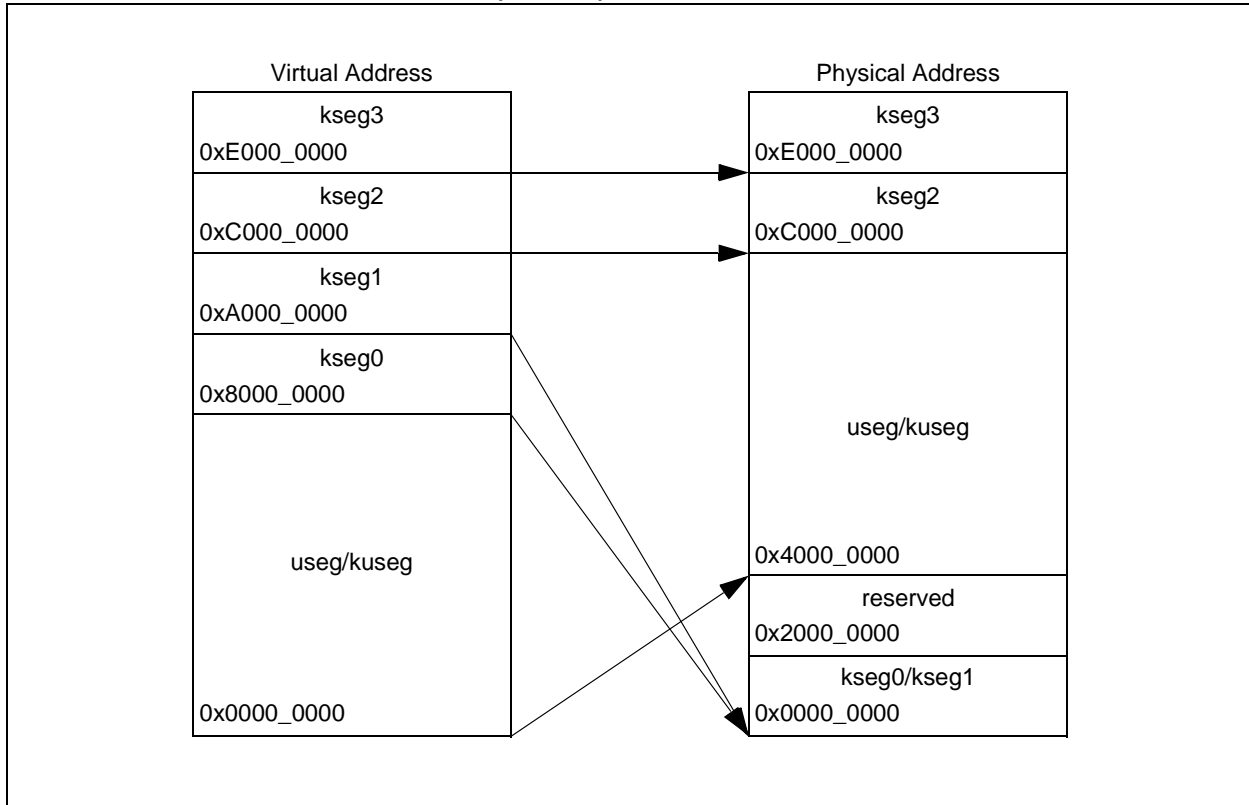 Virtual Address
kseg3
0xE000_0000
kseg2
0xC000_0000
kseg1
0xA000_0000
kseg0
0x8000_0000
useg/kuseg
0x0000_0000
Physical Address
kseg3
0xE000_0000
kseg2
0xC000_0000
useg/kuseg
0x4000_0000
reserved
0x2000_0000
kseg0/kseg1
0x0000_0000